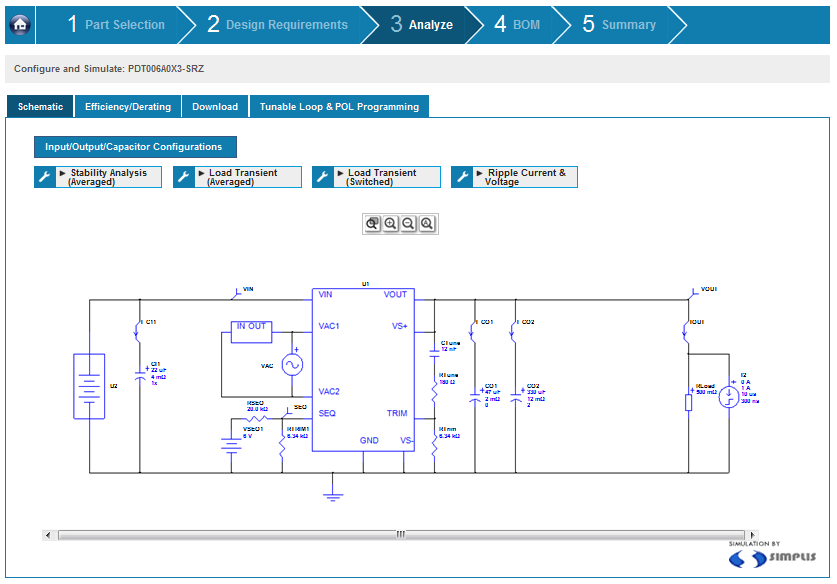 1 Part Selection 2 Design Requirements 3 Analyze 4 BOM 5 Summary
Configure and Simulate: PDT006A0X3-SRZ
Schematic Efficiency/Derating Download Tunable Loop & POL Programming
Input/Output/Capacitor Configurations
Stability Analysis
(Averaged)
Load Transient
(Averaged)
Load Transient
(Switched)
Ripple Current &
Voltage
U1
VIN
VIN
VOUT
VOUT
IN OUT
VAC1
VS+
CO1
CO2
IOUT
CTune
12 nF
VAC
22 uF
4 mΩ
1x
U2
RTune
180 Ω
VAC2
CO1
47 uF
2 mΩ
0
CO2
330 uF
12 mΩ
2
RLoad
500 mΩ
I2
0 A
1 A
10 us
300 ns
RSEQ
20.0 kΩ
SEQ
SEQ
TRIM
VSEQ1
6 V
RTRIM1
6.34 kΩ
RTrim
6.34 kΩ
GND
VS-
SIMULATION BY
SIMPLIS